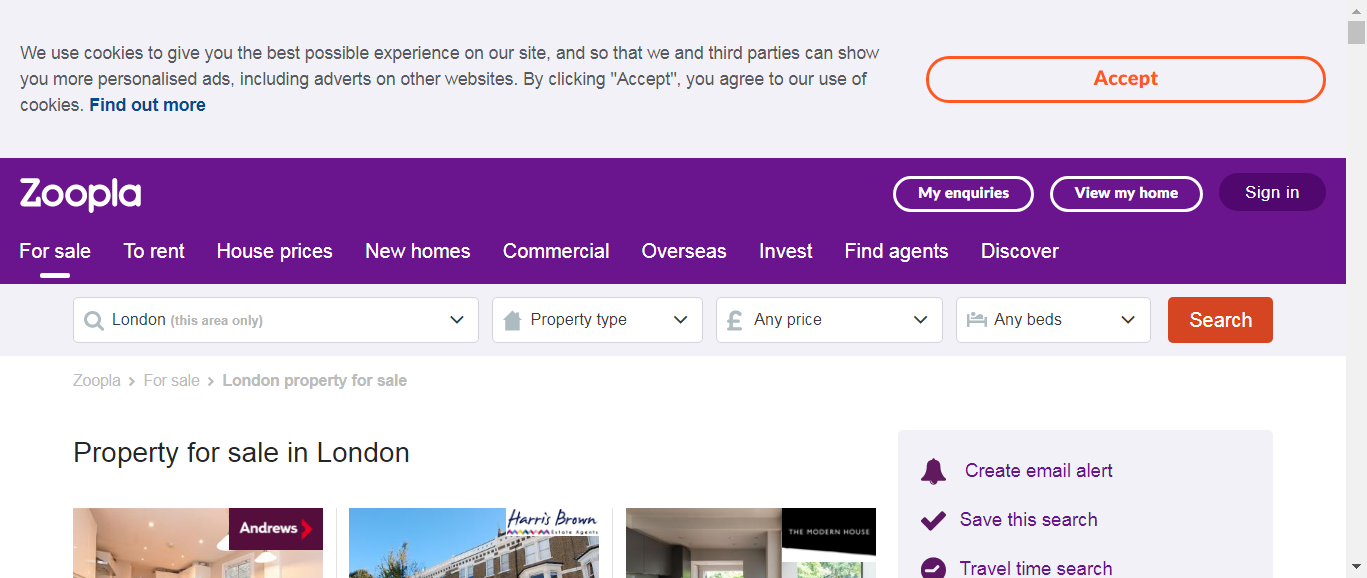 We use cookies to give you the best possible experience on our site, and so that we and third parties can show
you more personalised ads, including adverts on other websites. By clicking "Accept", you agree to our use of
cookies. Find out more
Accept
Zoopla
My enquiries
View my home
Sign in
For sale
To rent
House prices
New homes
Commercial
Overseas
Invest
Find agents
Discover
London (this area only)
Property type
£ Any price
Any beds
Search
Zoopla > For sale > London property for sale
Property for sale in London
Andrews
Harris Brown
Estate Agents
THE MODERN HOUSE
Create email alert
Save this search
Travel time search